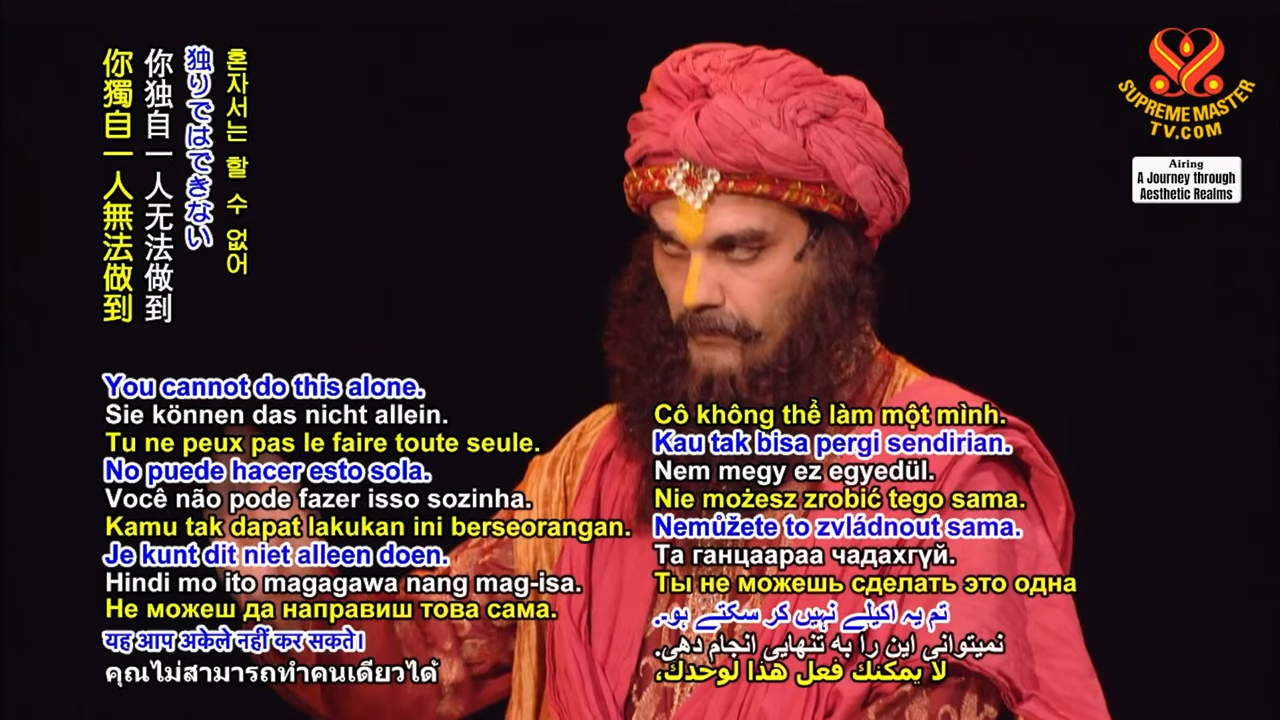 你獨自一人無法做到
你独自一人无法做到
独りではできない
혼자서는 할 수 없어
SUPREME MASTER
TV.COM
Airing
A Journey through
Aesthetic Realms
You cannot do this alone.
Sie können das nicht allein.
Tu ne peux pas le faire toute seule.
No puede hacer esto sola.
Você não pode fazer isso sozinha.
Kamu tak dapat lakukan ini berseorangan.
Je kunt dit niet alleen doen.
Hindi mo ito magagawa nang mag-isa.
Не можеш да направиш това сама.
यह आप अकेले नहीं कर सकते।
คุณไม่สามารถทำคนเดียวได้
Cô không thể làm một mình.
Kau tak bisa pergi sendirian.
Nem megy ez egyedül.
Nie możesz zrobić tego sama.
Nemůžete to zvládnout sama.
Та ганцаараа чадахгүй.
Ты не можешь сделать это одна
تم یہ اکیلے نہیں کر سکتے ہو۔.
نمیتوانی این را به تنهایی انجام دهی.
لا يمكنك فعل هذا لوحدك،